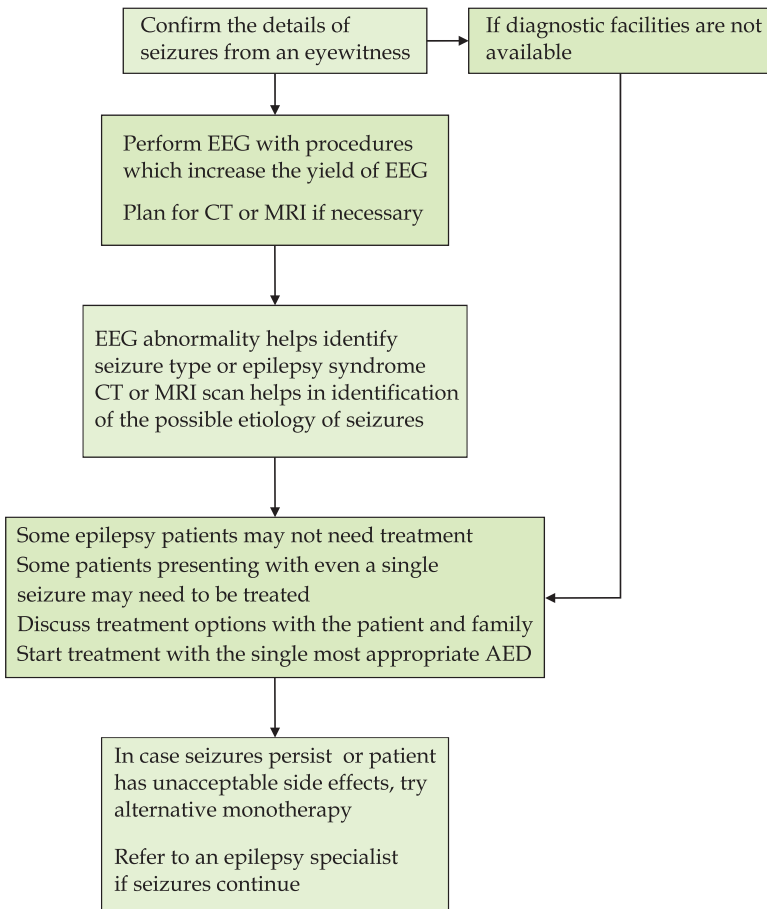 Confirm the details of
seizures from an eyewitness
If diagnostic facilities are not
available
Perform EEG with procedures
which increase the yield of EEG
Plan for CT or MRI if necessary
EEG abnormality helps identify
seizure type or epilepsy syndrome
CT or MRI scan helps in identification
of the possible etiology of seizures
Some epilepsy patients may not need treatment
Some patients presenting with even a single
seizure may need to be treated
Discuss treatment options with the patient and family
Start treatment with the single most appropriate AED
In case seizures persist or patient
has unacceptable side effects, try
alternative monotherapy
Refer to an epilepsy specialist
if seizures continue